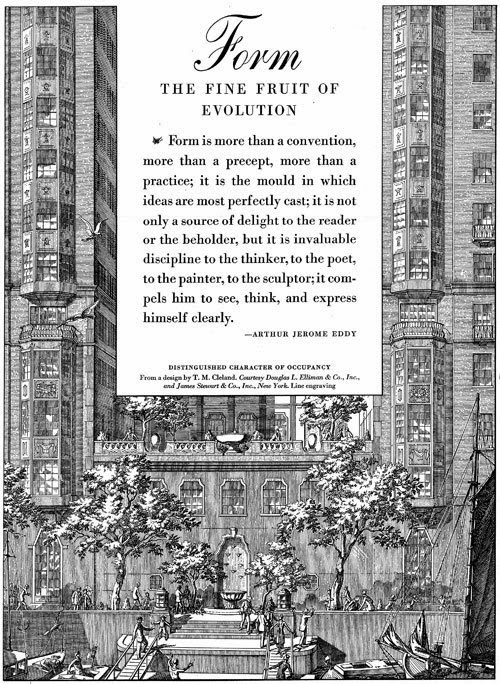 Form
THE FINE FRUIT OF
EVOLUTION
☙ Form is more than a convention,
more than a precept, more than a
practice; it is the mould in which
ideas are most perfectly cast; it is not
only a source of delight to the reader
or the beholder, but it is invaluable
discipline to the thinker, to the poet,
to the painter, to the sculptor; it com-
pels him to see, think, and express
himself clearly.
—ARTHUR JEROME EDDY
DISTINGUISHED CHARACTER OF OCCUPANCY
From a design by T. M. Cleland. Courtesy Douglas L. Elliman & Co., Inc.,
and James Stewart & Co., Inc., New York. Line engraving